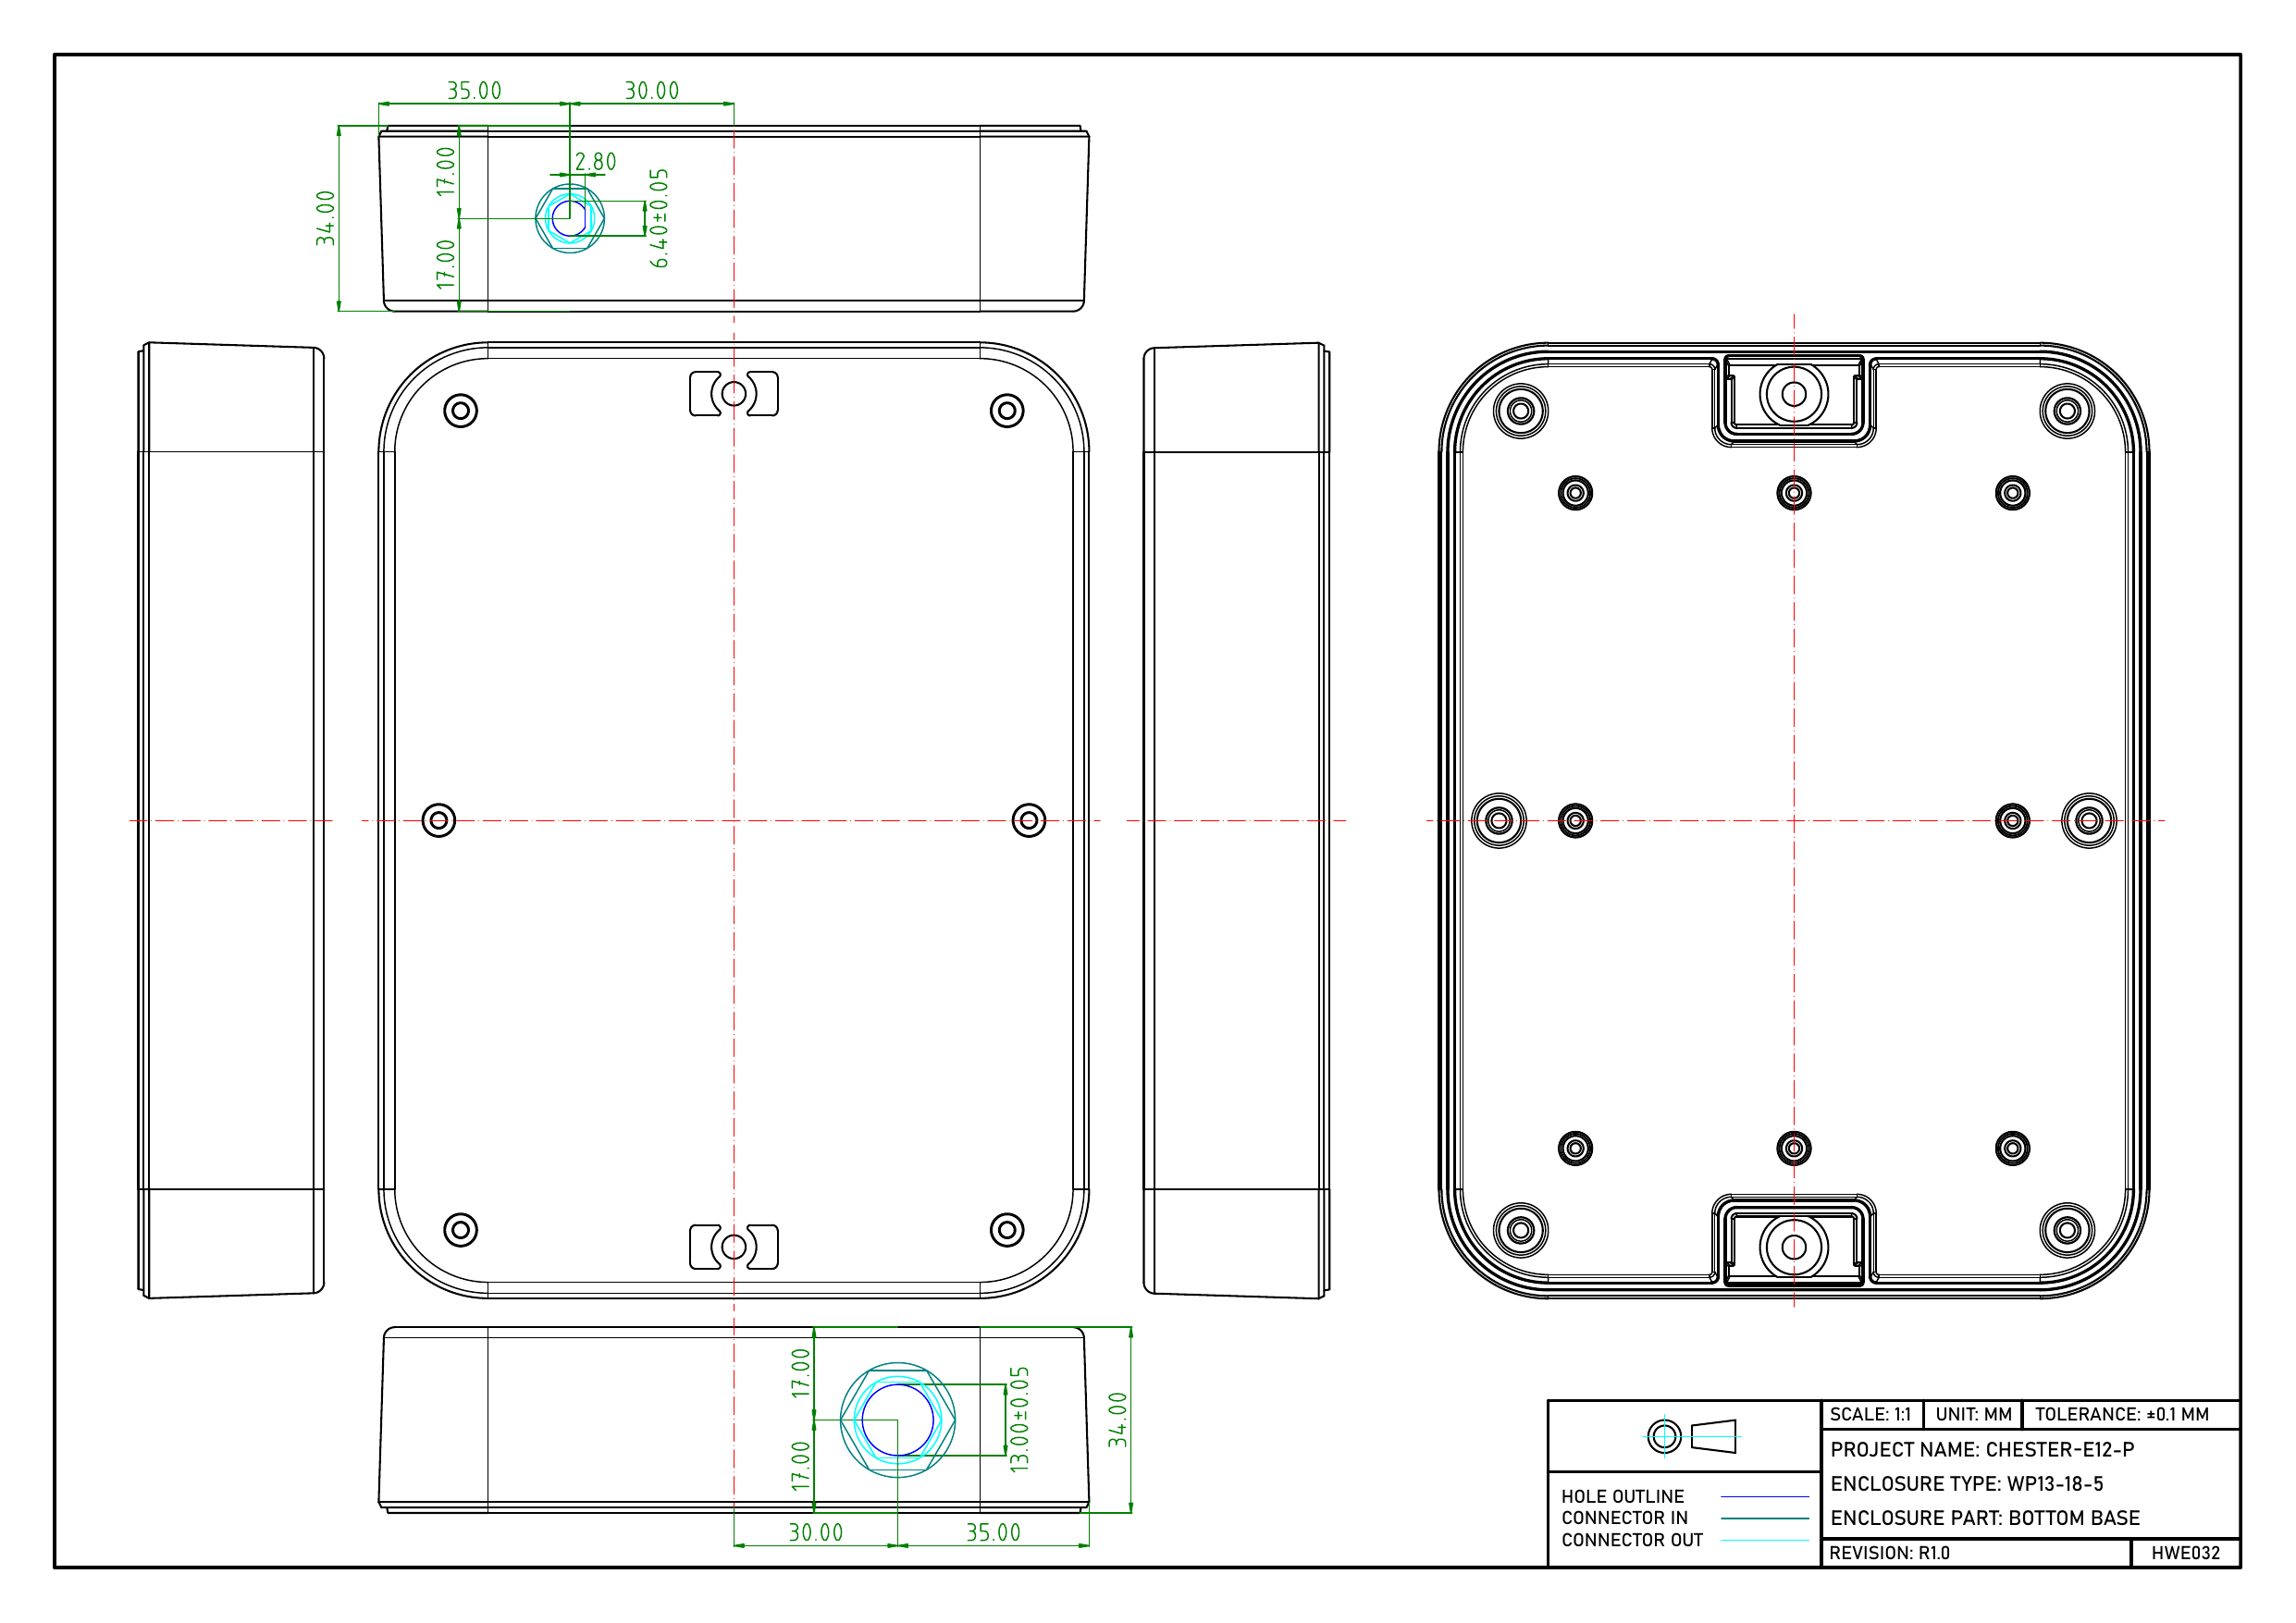 35.00
30.00
2.80
17.00
6.40±0.05
34.00
17.00
17.00
13.00±0.05
34.00
17.00
30.00
35.00
SCALE: 1:1
UNIT: MM
TOLERANCE: ±0.1 MM
PROJECT NAME: CHESTER-E12-P
ENCLOSURE TYPE: WP13-18-5
ENCLOSURE PART: BOTTOM BASE
HOLE OUTLINE
CONNECTOR IN
CONNECTOR OUT
REVISION: R1.0
HWE032